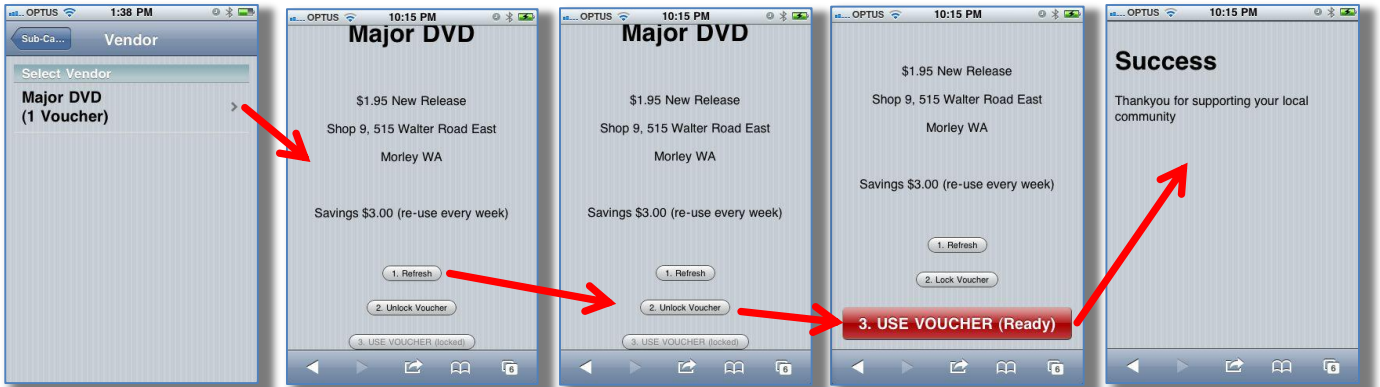 OPTUS 1:38 PM
Sub-Ca... Vendor
Select Vendor
Major DVD
(1 Voucher)
OPTUS 10:15 PM
Major DVD
$1.95 New Release
Shop 9, 515 Walter Road East
Morley WA
Savings $3.00 (re-use every week)
1. Refresh
2. Unlock Voucher
3. USE VOUCHER (locked)
6
OPTUS 10:15 PM
Major DVD
$1.95 New Release
Shop 9, 515 Walter Road East
Morley WA
Savings $3.00 (re-use every week)
1. Refresh
2. Unlock Voucher
3. USE VOUCHER (locked)
6
OPTUS 10:15 PM
$1.95 New Release
Shop 9, 515 Walter Road East
Morley WA
Savings $3.00 (re-use every week)
1. Refresh
2. Lock Voucher
3. USE VOUCHER (Ready)
6
OPTUS 10:15 PM
Success
Thankyou for supporting your local
community
6